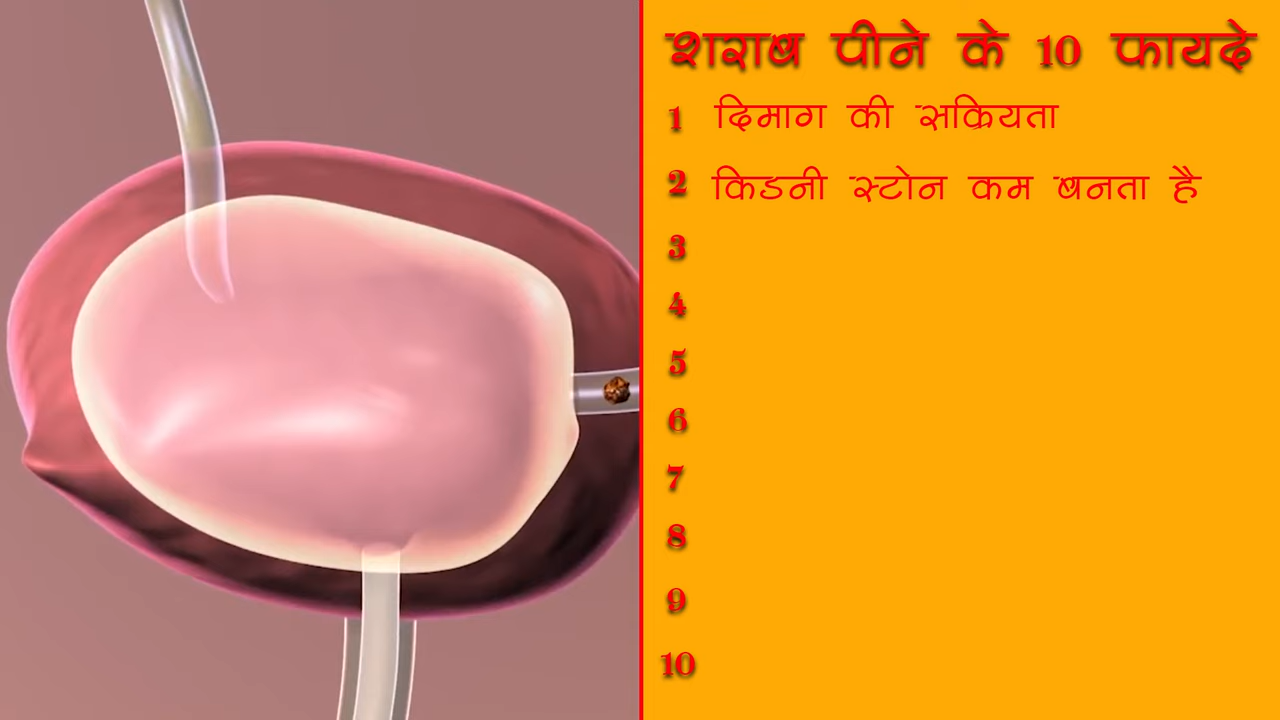 शराब पीने के 10 फायदे
1 दिमाग की सक्रियता
2 किडनी स्टोन कम बनता है
3
4
5
6
7
8
9
10